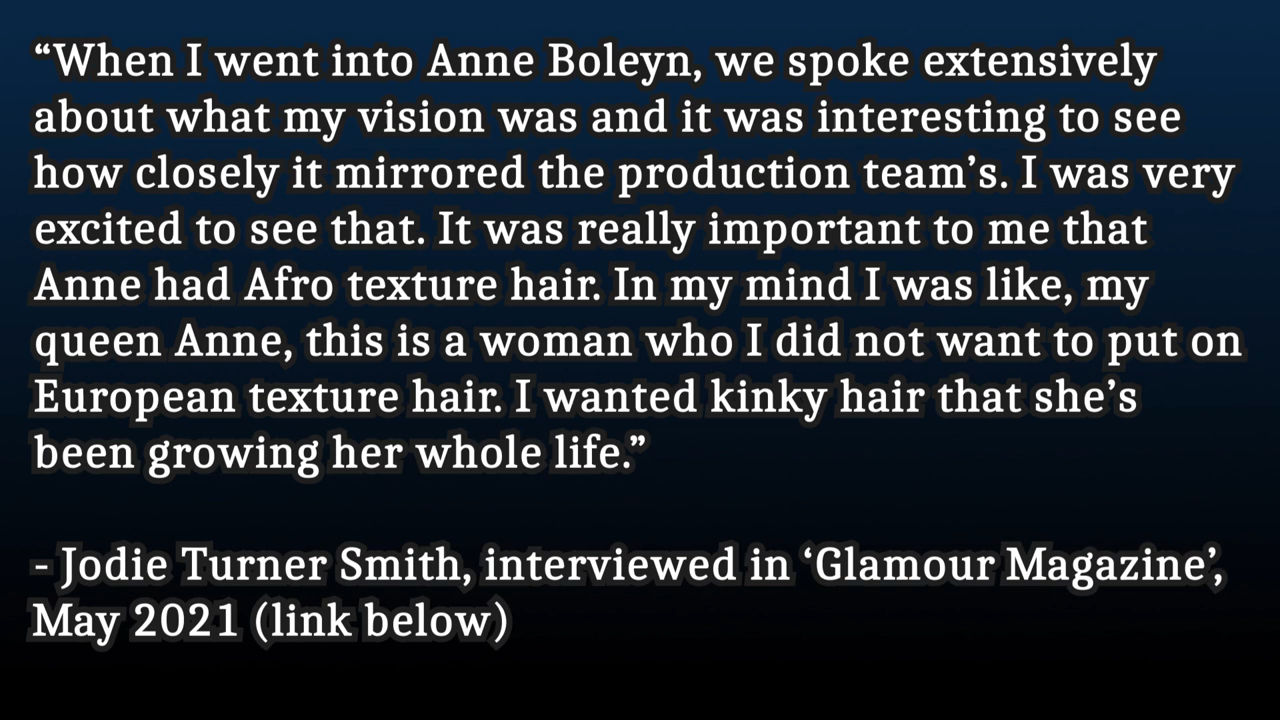 “When I went into Anne Boleyn, we spoke extensively
about what my vision was and it was interesting to see
how closely it mirrored the production team’s. I was very
excited to see that. It was really important to me that
Anne had Afro texture hair. In my mind I was like, my
queen Anne, this is a woman who I did not want to put on
European texture hair. I wanted kinky hair that she’s
been growing her whole life.”
- Jodie Turner Smith, interviewed in ‘Glamour Magazine’,
May 2021 (link below)